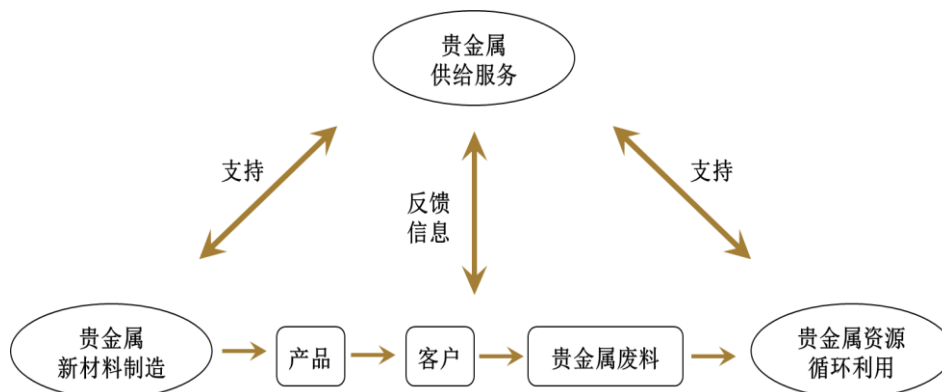 贵金属
供给服务
支持
支持
反馈
信息
贵金属
新材料制造
产品
客户
贵金属废料
贵金属资源
循环利用